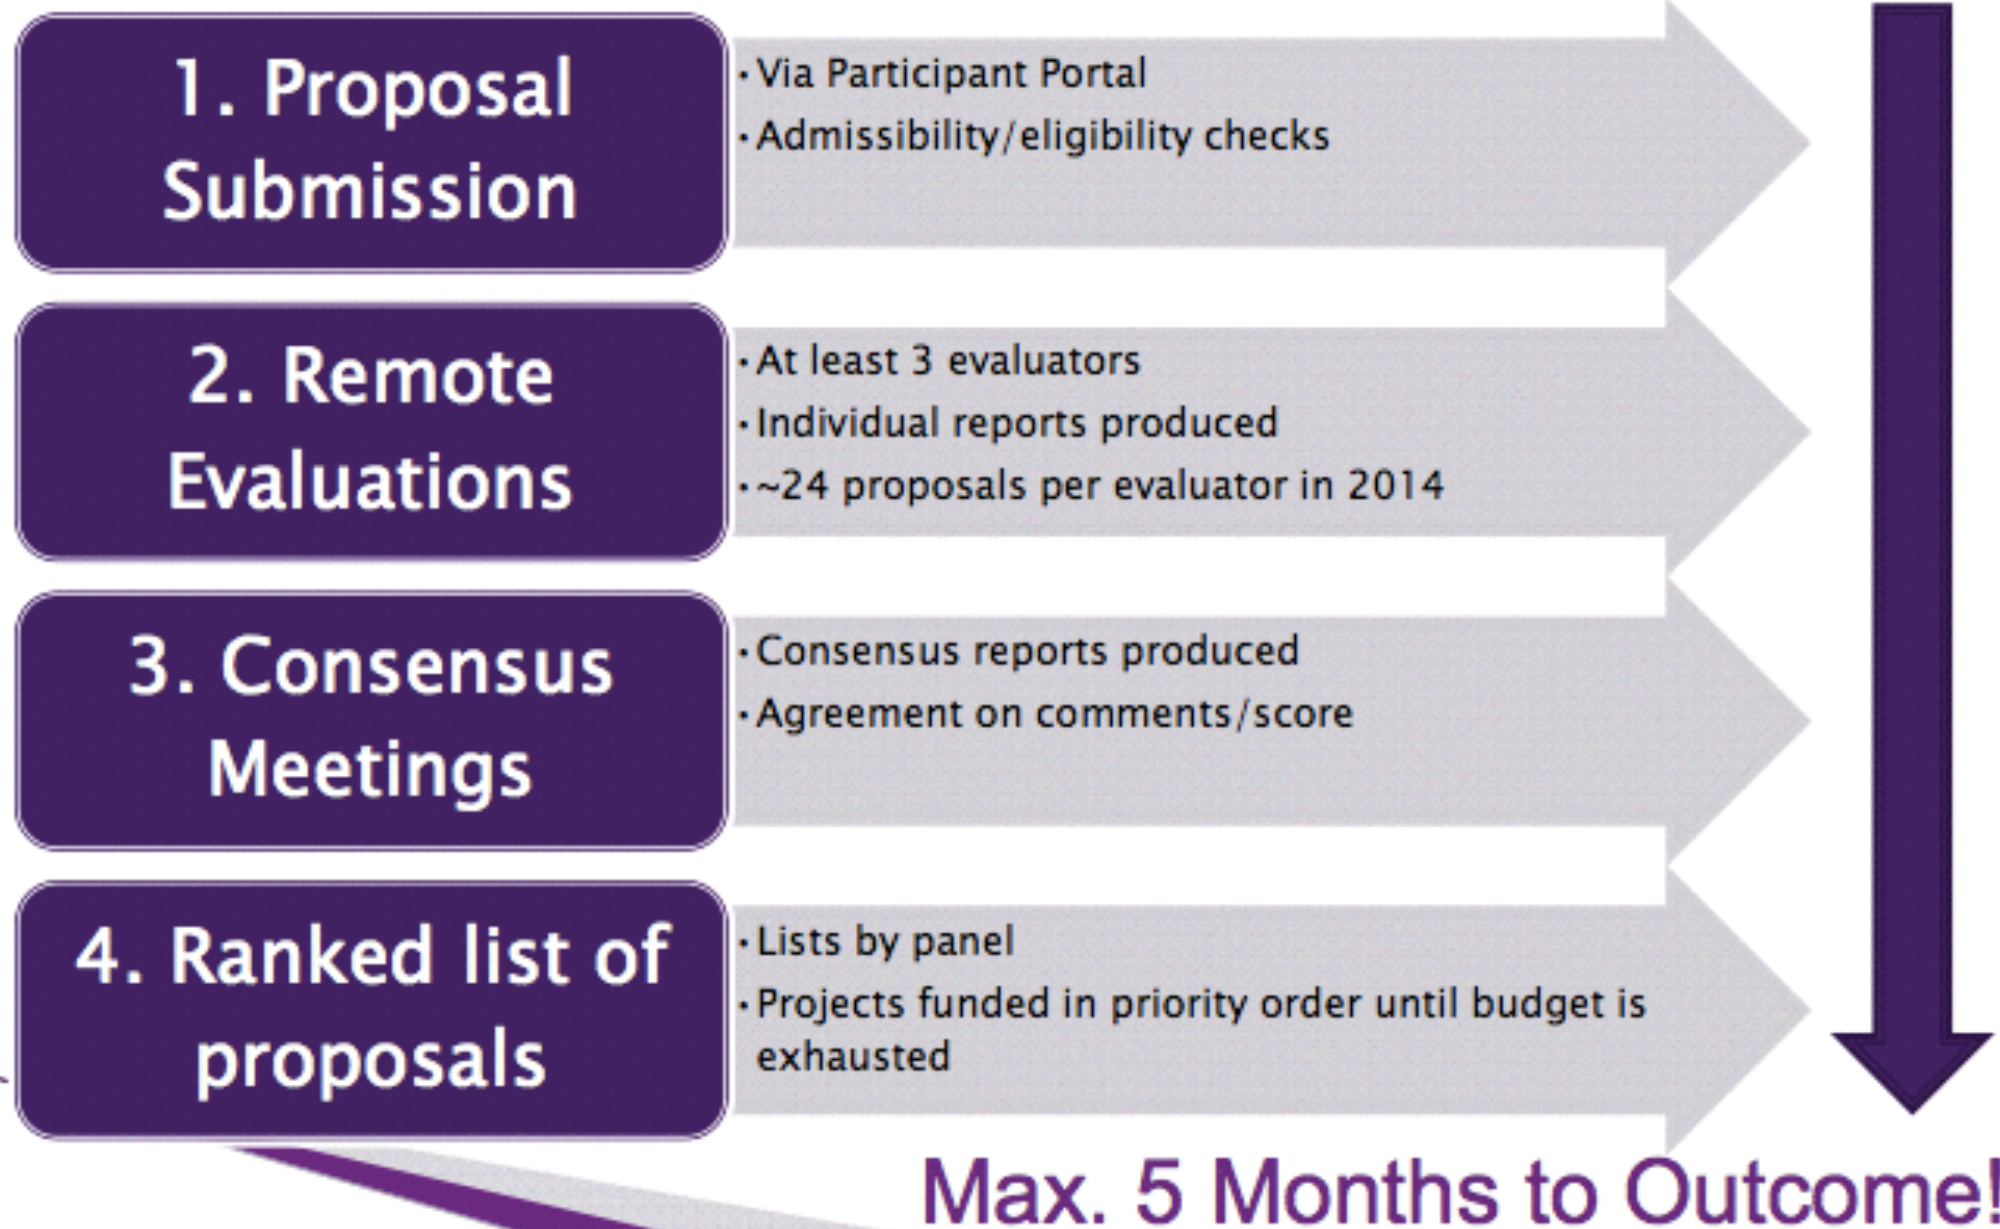 1. Proposal
Submission
· Via Participant Portal
· Admissibility/eligibility checks
2. Remote
Evaluations
· At least 3 evaluators
· Individual reports produced
· ~24 proposals per evaluator in 2014
3. Consensus
Meetings
· Consensus reports produced
· Agreement on comments/score
4. Ranked list of
proposals
· Lists by panel
· Projects funded in priority order until budget is
exhausted
Max. 5 Months to Outcome!